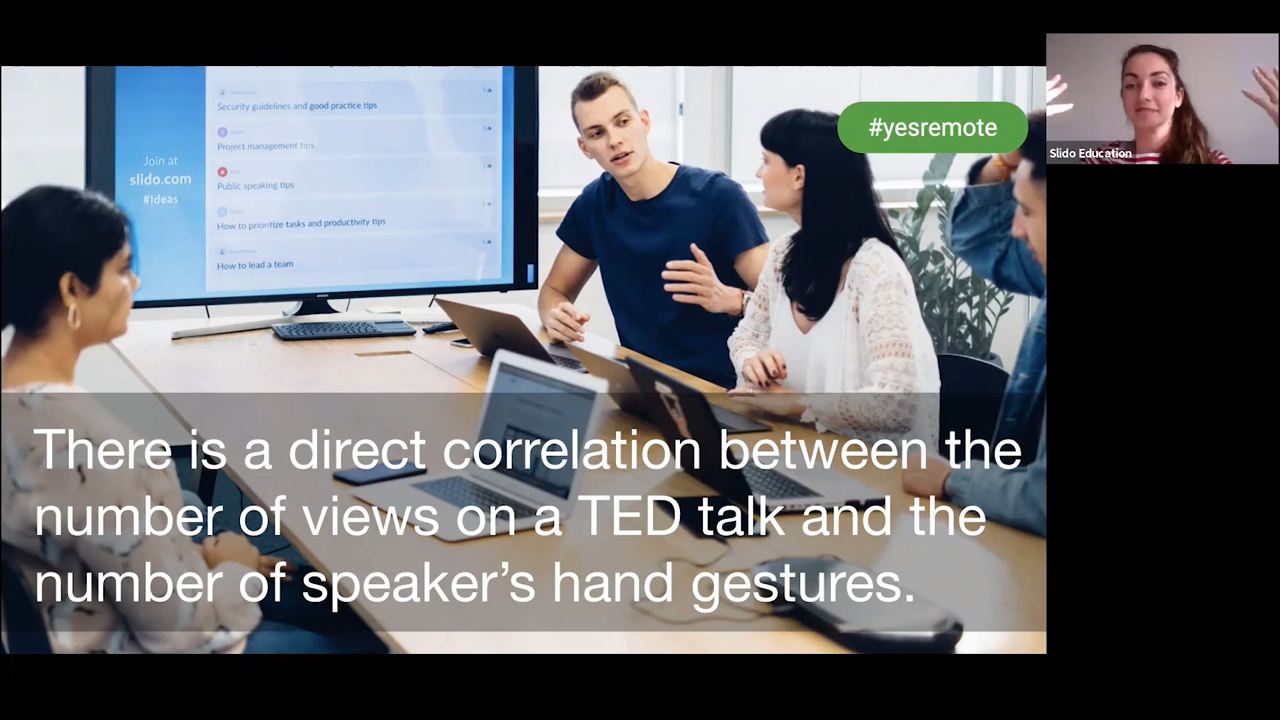 #yesremote
Slido Education
Join at
slido.com
#Ideas
Security guidelines and good practice tips
Project management tips
Public speaking tips
How to prioritize tasks and productivity tips
How to lead a team
There is a direct correlation between the
number of views on a TED talk and the
number of speaker’s hand gestures.